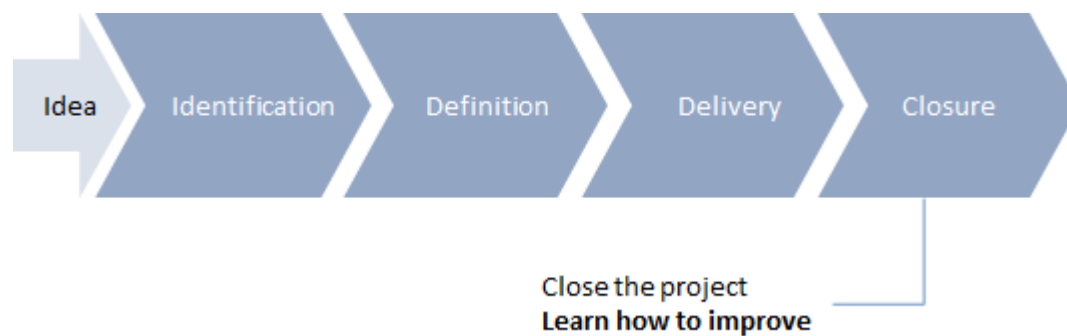 Idea
Identification
Definition
Delivery
Closure
Close the project
Learn how to improve